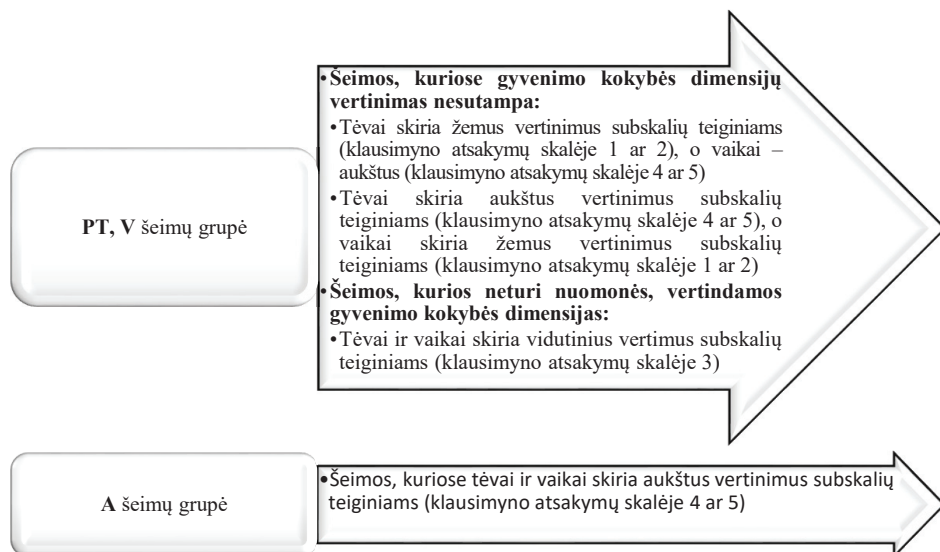 •Šeimos, kuriose gyvenimo kokybės dimensijų
vertinimas nesutampa:
•Tėvai skiria žemus vertinimus subskalių teiginiams
(klausimyno atsakymų skalėje 1 ar 2), o vaikai –
aukštus (klausimyno atsakymų skalėje 4 ar 5)
•Tėvai skiria aukštus vertinimus subskalių
teiginiams (klausimyno atsakymų skalėje 4 ar 5), o
vaikai skiria žemus vertinimus subskalių
teiginiams (klausimyno atsakymų skalėje 1 ar 2)
•Šeimos, kurios neturi nuomonės, vertindamos
gyvenimo kokybės dimensijas:
•Tėvai ir vaikai skiria vidutinius vertimus subskalių
teiginiams (klausimyno atsakymų skalėje 3)
PT, V šeimų grupė
•Šeimos, kuriose tėvai ir vaikai skiria aukštus vertinimus subskalių
teiginiams (klausimyno atsakymų skalėje 4 ar 5)
A šeimų grupė